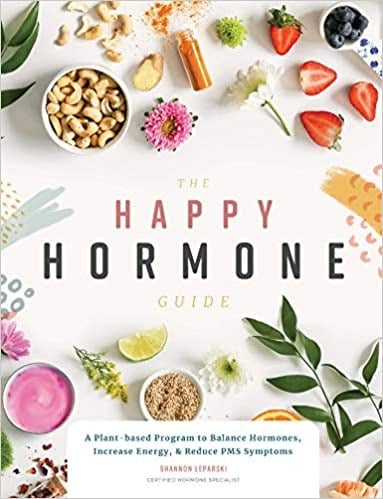 THE
HAPPY
HORMONE
GUIDE
A Plant-based Program to Balance Hormones,
Increase Energy, & Reduce PMS Symptoms
SHANNON LEPARSKI
CERTIFIED HORMONE SPECIALIST